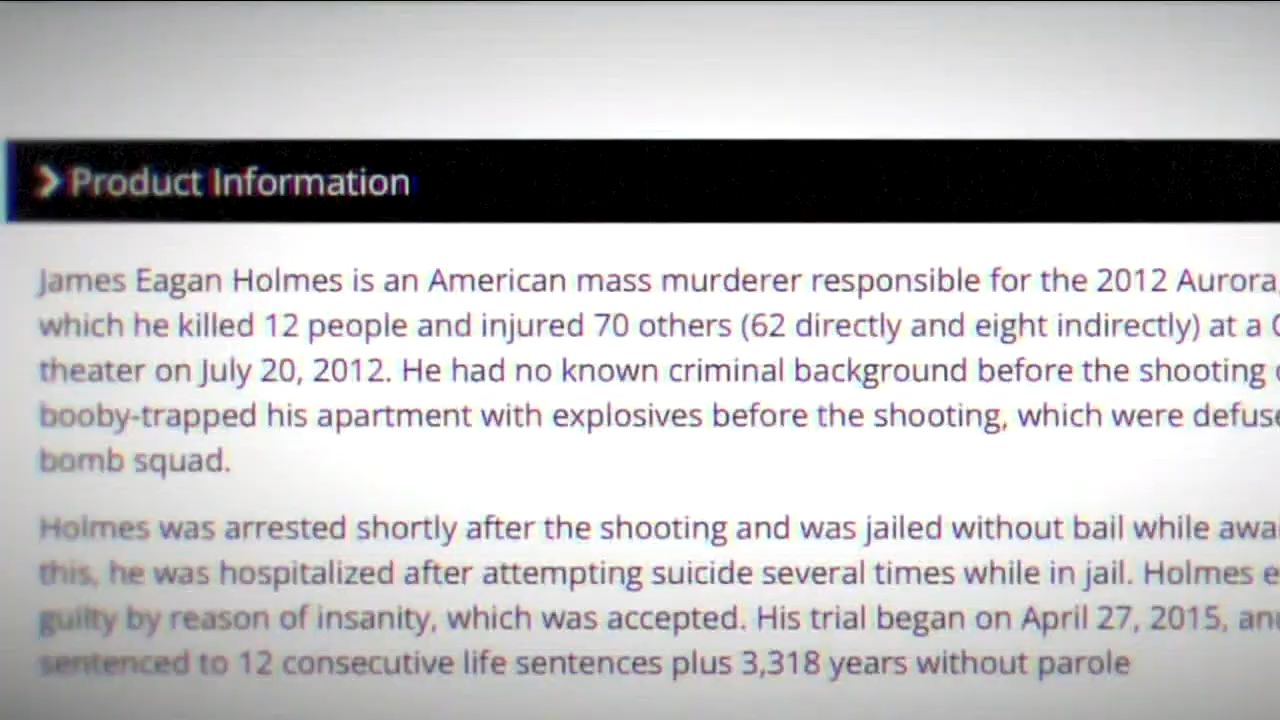 Product Information
James Eagan Holmes is an American mass murderer responsible for the 2012 Aurora,
which he killed 12 people and injured 70 others (62 directly and eight indirectly) at a
theater on July 20, 2012. He had no known criminal background before the shooting
booby-trapped his apartment with explosives before the shooting, which were
bomb squad.
Holmes was arrested shortly after the shooting and was jailed without bail while
this, he was hospitalized after attempting suicide several times while in jail. Holmes
guilty by reason of insanity, which was accepted. His trial began on April 27, 2015,
sentenced to 12 consecutive life sentences plus 3,318 years without parole